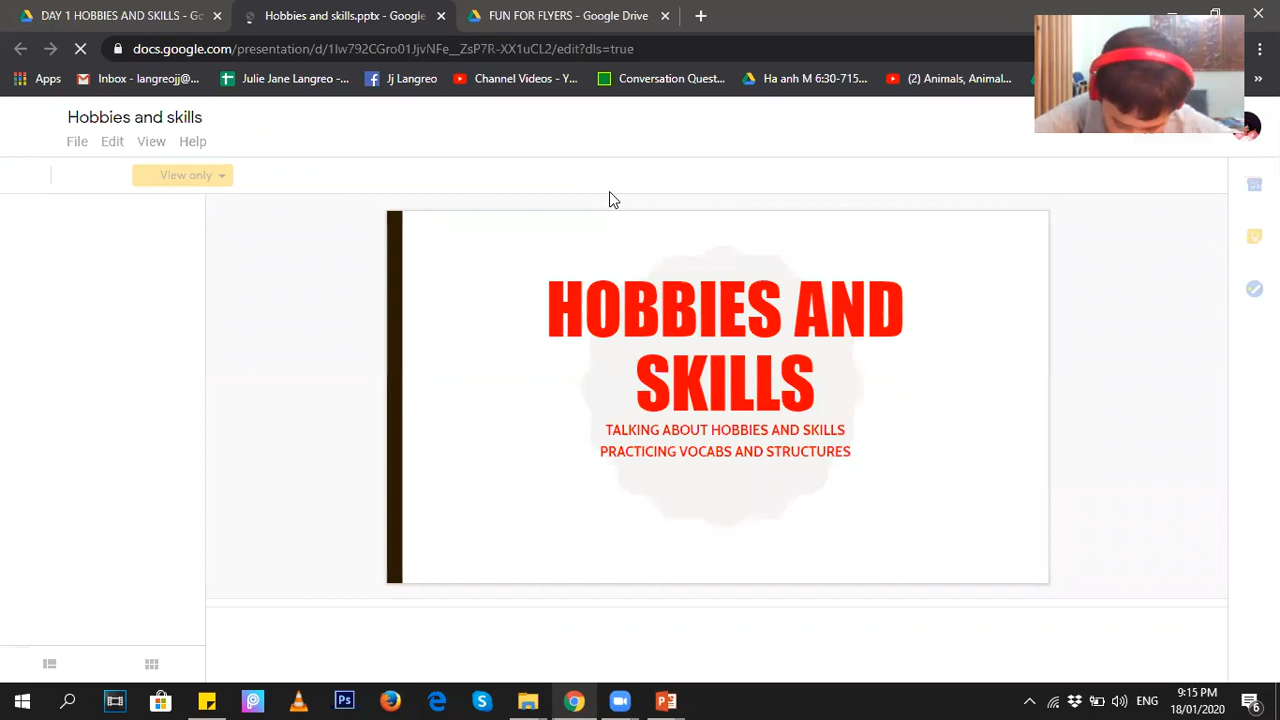 DAY 1 HOBBIES AND SKILLS - Go
Hobbies and skills.pptx - Google
FUN FOR FLYERS - Google Drive
docs.google.com/presentation/d/1lw792CGro01JjvNFe__ZsP7R-XX1uCL2/edit?dls=true
Apps
Inbox - langreojj@
Julie Jane Langreo
Jj Langreo
Channel Videos - Y
Conversation Quest
Ha anh M 6:30-715
(2) Animals, Animal
Hobbies and skills
File Edit View Help
View only
HOBBIES AND
SKILLS
TALKING ABOUT HOBBIES AND SKILLS
PRACTICING VOCABS AND STRUCTURES
ENG
9:15 PM
18/01/2020
6